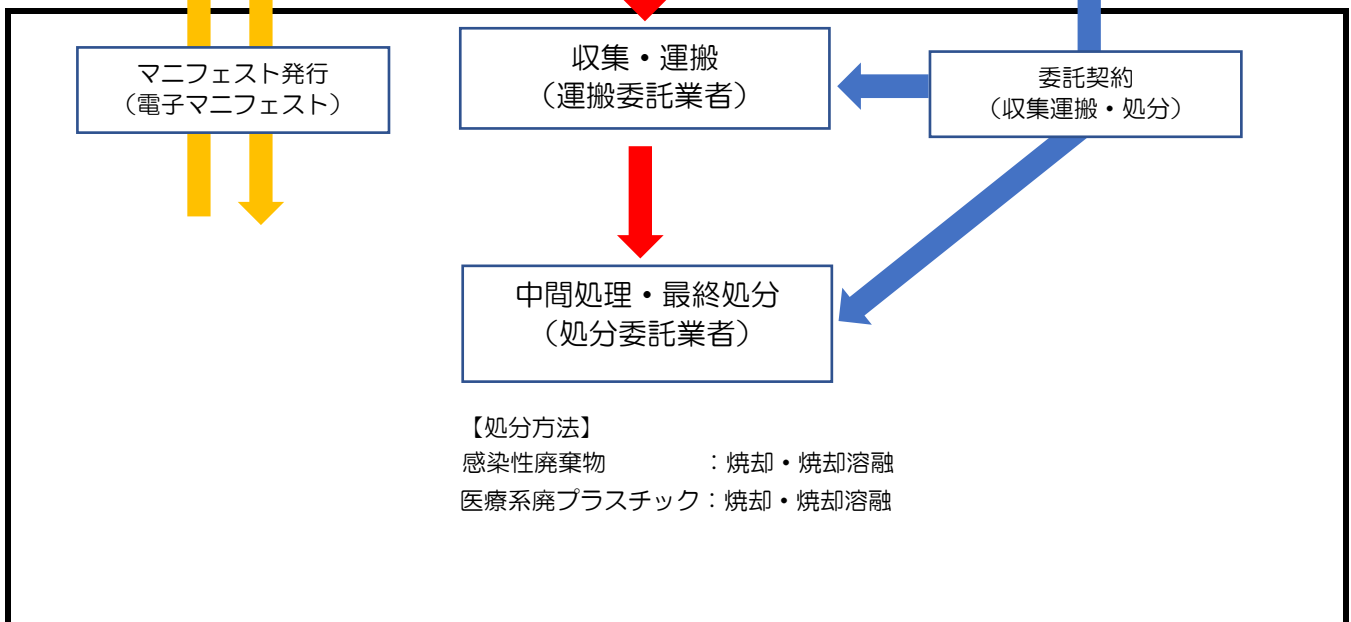 マニフェスト発行
（電子マニフェスト）
収集・運搬
（運搬委託業者）
委託契約
（収集運搬・処分）
中間処理・最終処分
（処分委託業者）
【処分方法】
感染性廃棄物　　　　：焼却・焼却溶融
医療系廃プラスチック：焼却・焼却溶融